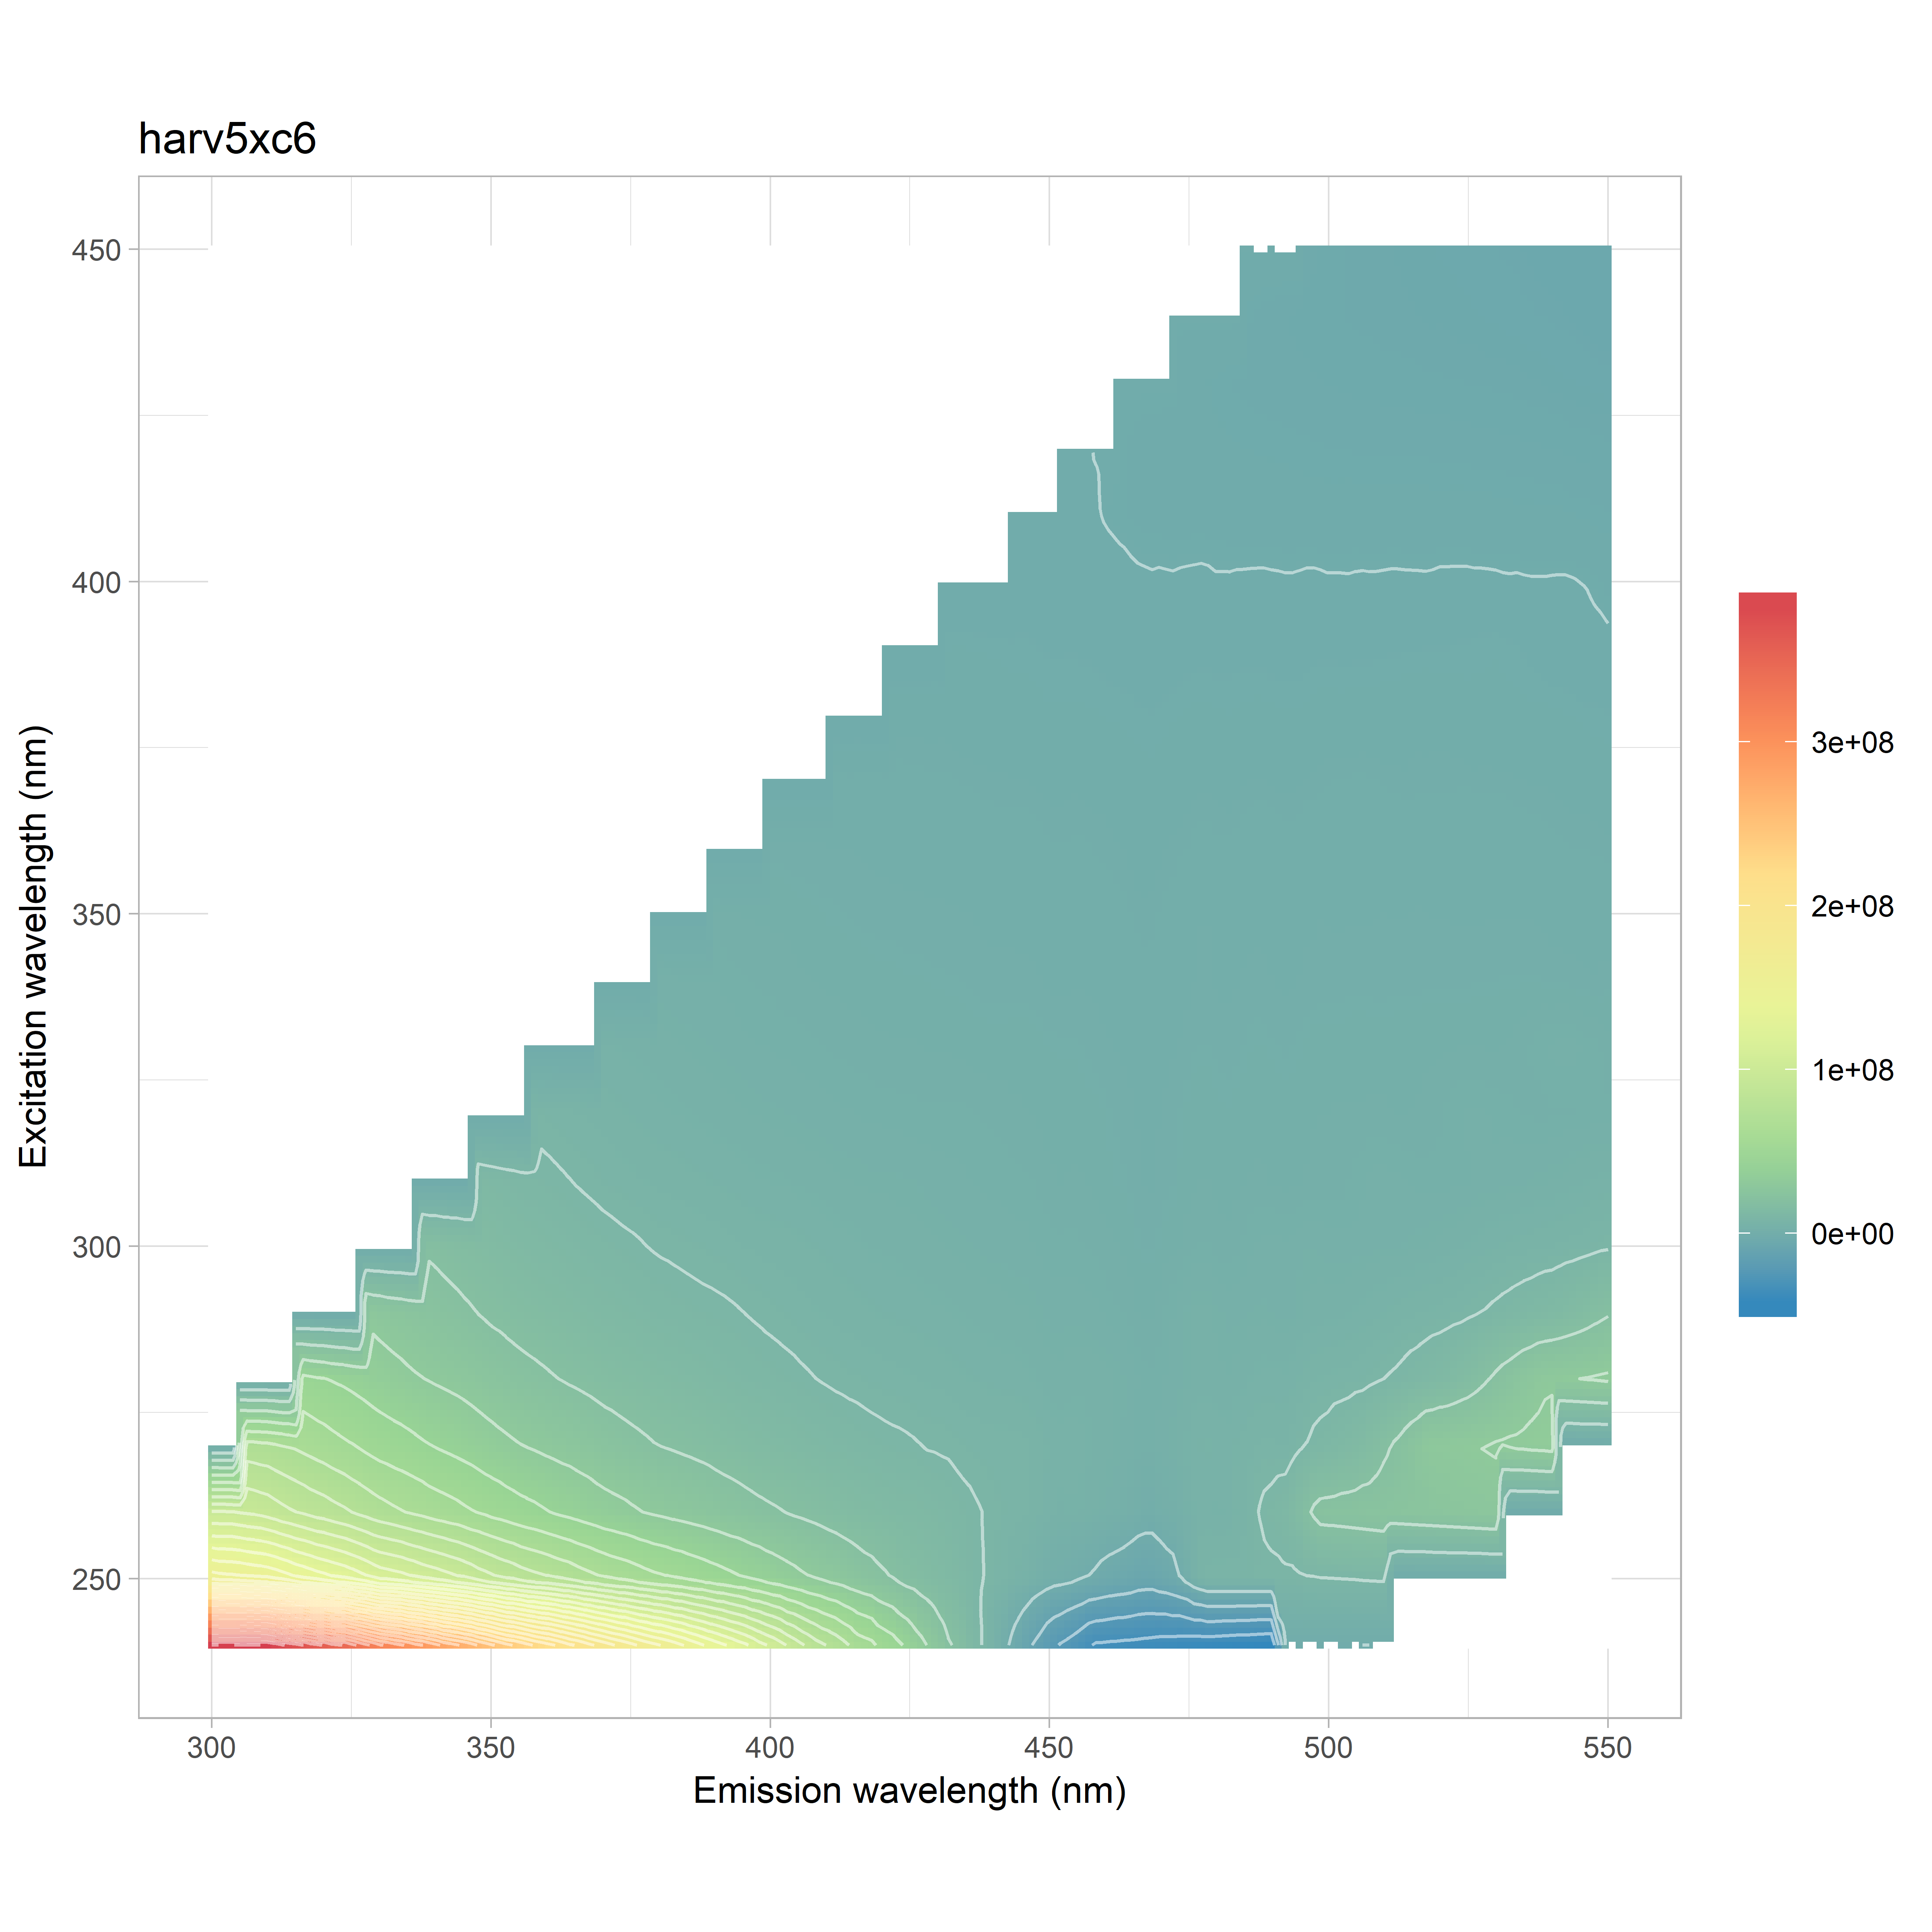 harv5xc6
450
400
350
300
250
Excitation wavelength (nm)
300
350
400
450
500
550
Emission wavelength (nm)
3e+08
2e+08
1e+08
0e+00